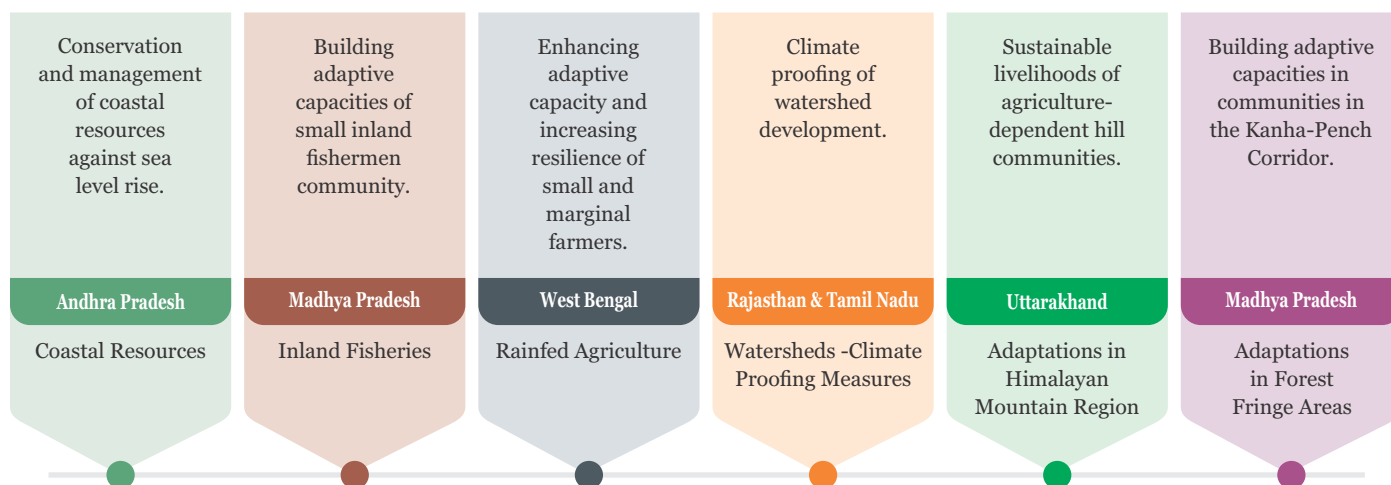 Conservation
and management
of coastal
resources
against sea
level rise.
Andhra Pradesh
Coastal Resources
Building
adaptive
capacities of
small inland
fishermen
community.
Madhya Pradesh
Inland Fisheries
Enhancing
adaptive
capacity and
increasing
resilience of
small and
marginal
farmers.
West Bengal
Rainfed Agriculture
Climate
proofing of
watershed
development.
Rajasthan & Tamil Nadu
Watersheds -Climate
Proofing Measures
Sustainable
livelihoods of
agriculture-
dependent hill
communities.
Uttarakhand
Adaptations in
Himalayan
Mountain Region
Building adaptive
capacities in
communities in
the Kanha-Pench
Corridor.
Madhya Pradesh
Adaptations
in Forest
Fringe Areas